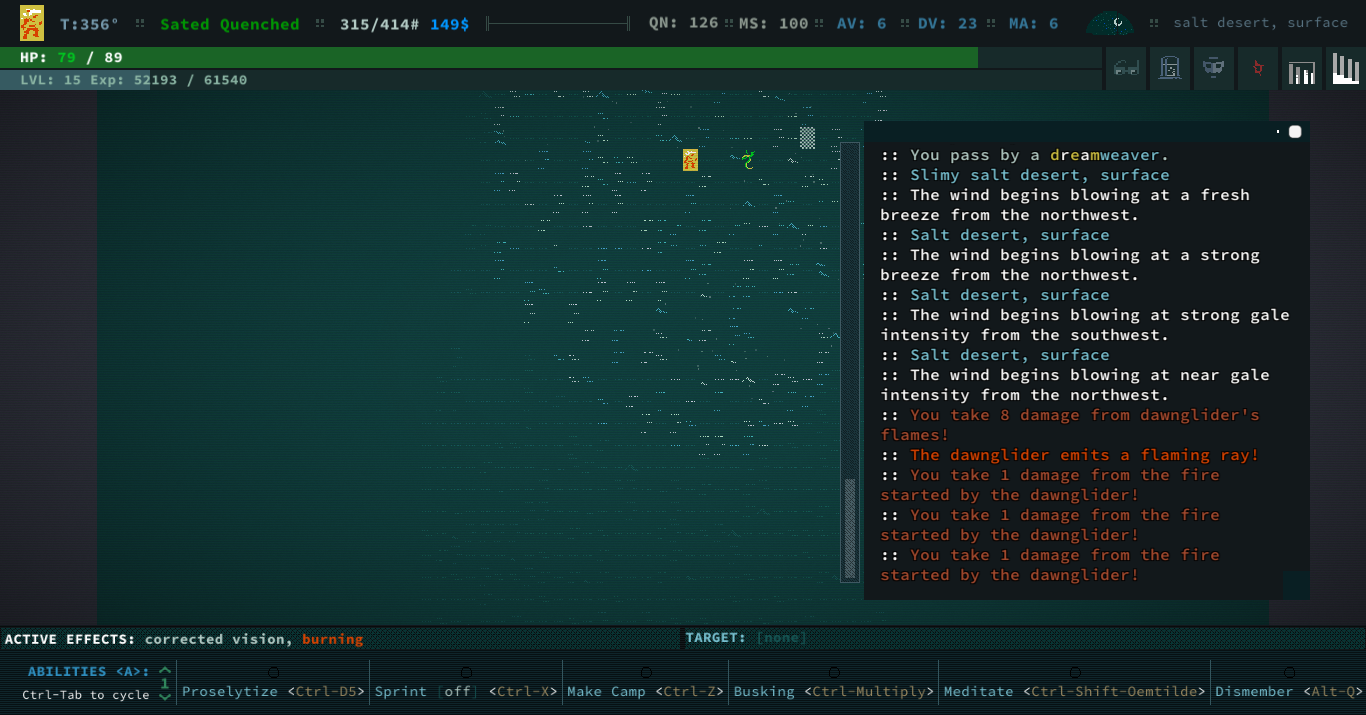 T:356° :: Sated Quenched :: 315/414# 149$ QN: 126 :: MS: 100 :: AV: 6 :: DV: 23 :: MA: 6 :: salt desert, surface
HP: 79 / 89
LVL: 15 Exp: 52193 / 61540
:: You pass by a dreamweaver.
:: Slimy salt desert, surface
:: The wind begins blowing at a fresh
breeze from the northwest.
:: Salt desert, surface
:: The wind begins blowing at a strong
breeze from the northwest.
:: Salt desert, surface
:: The wind begins blowing at strong gale
intensity from the southwest.
:: Salt desert, surface
:: The wind begins blowing at near gale
intensity from the northwest.
:: You take 8 damage from dawnglider's
flames!
:: The dawnglider emits a flaming ray!
:: You take 1 damage from the fire
started by the dawnglider!
:: You take 1 damage from the fire
started by the dawnglider!
:: You take 1 damage from the fire
started by the dawnglider!
ACTIVE EFFECTS: corrected vision, burning TARGET: [none]
ABILITIES <A>:
Ctrl-Tab to cycle
1
Proselytize <Ctrl-D5> Sprint [off] <Ctrl-X> Make Camp <Ctrl-Z> Busking <Ctrl-Multiply> Meditate <Ctrl-Shift-Oemtilde> Dismember <Alt-Q>